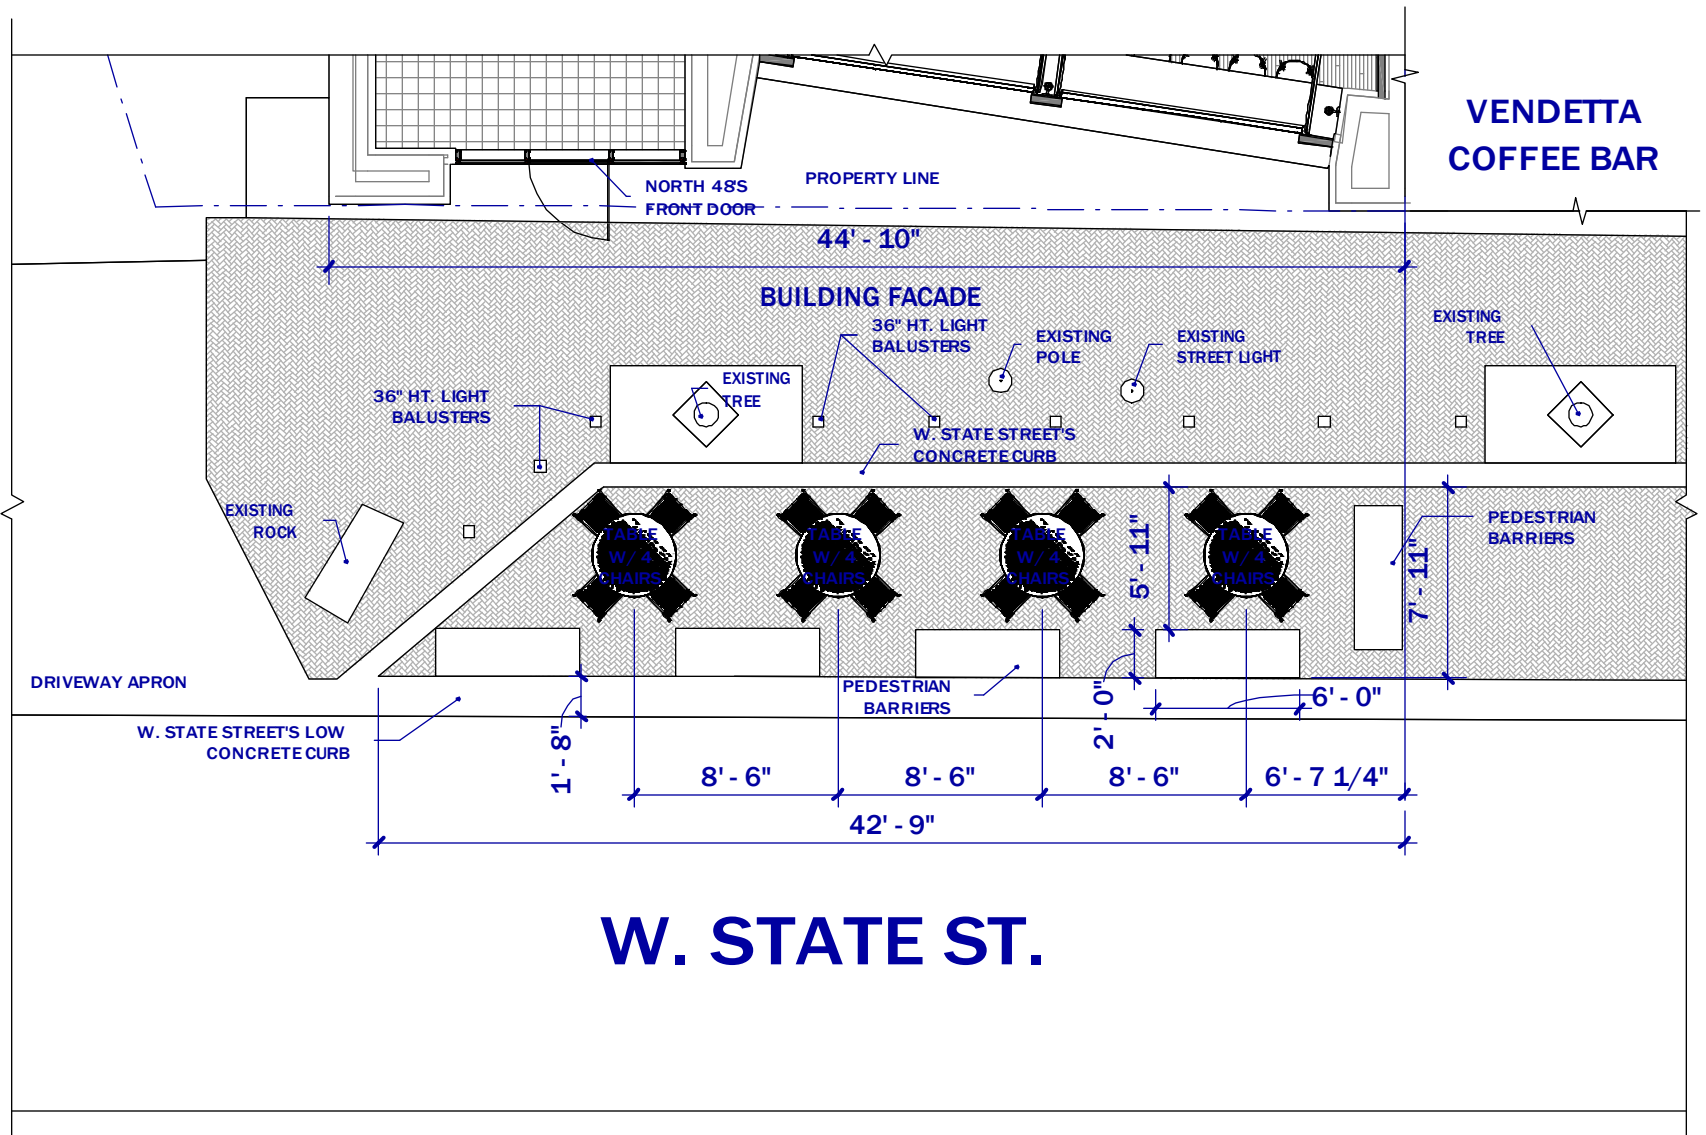 VENDETTA
COFFEE BAR
PROPERTY LINE
NORTH 48'S
FRONT DOOR
44' - 10"
BUILDING FACADE
36" HT. LIGHT
BALUSTERS
EXISTING
POLE
EXISTING
STREET LIGHT
EXISTING
TREE
EXISTING
TREE
36" HT. LIGHT
BALUSTERS
W. STATE STREET'S
CONCRETE CURB
EXISTING
ROCK
TABLE
W/ 4
CHAIRS
TABLE
W/ 4
CHAIRS
TABLE
W/ 4
CHAIRS
TABLE
W/ 4
CHAIRS
5' - 11"
7' - 11"
PEDESTRIAN
BARRIERS
DRIVEWAY APRON
PEDESTRIAN
BARRIERS
2' - 0"
6' - 0"
W. STATE STREET'S LOW
CONCRETE CURB
1' - 8"
8' - 6"
8' - 6"
8' - 6"
6' - 7 1/4"
42' - 9"
W. STATE ST.